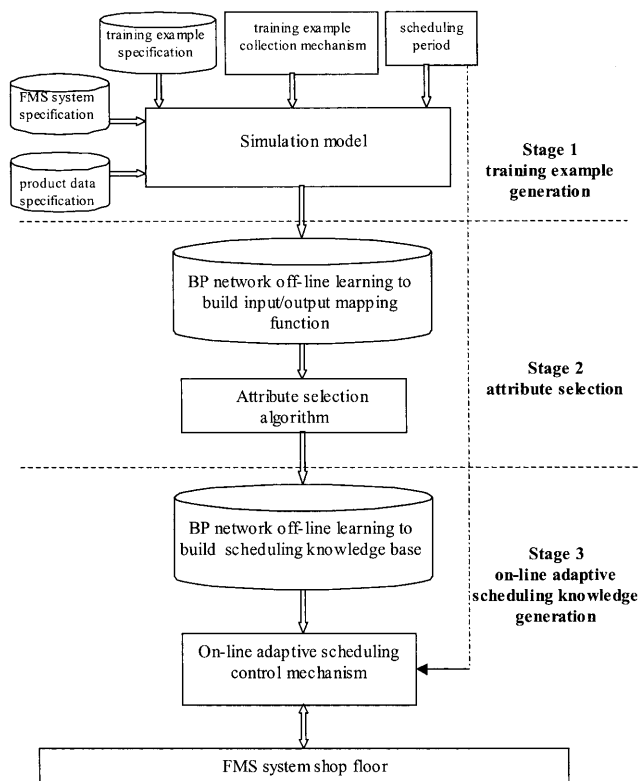 training example
specification
training example
collection mechanism
scheduling
period
FMS system
specification
Simulation model
product data
specification
Stage 1
training example
generation
BP network off-line learning to
build input/output mapping
function
Attribute selection
algorithm
Stage 2
attribute selection
BP network off-line learning to
build scheduling knowledge base
Stage 3
on-line adaptive
scheduling knowledge
generation
On-line adaptive scheduling
control mechanism
FMS system shop floor